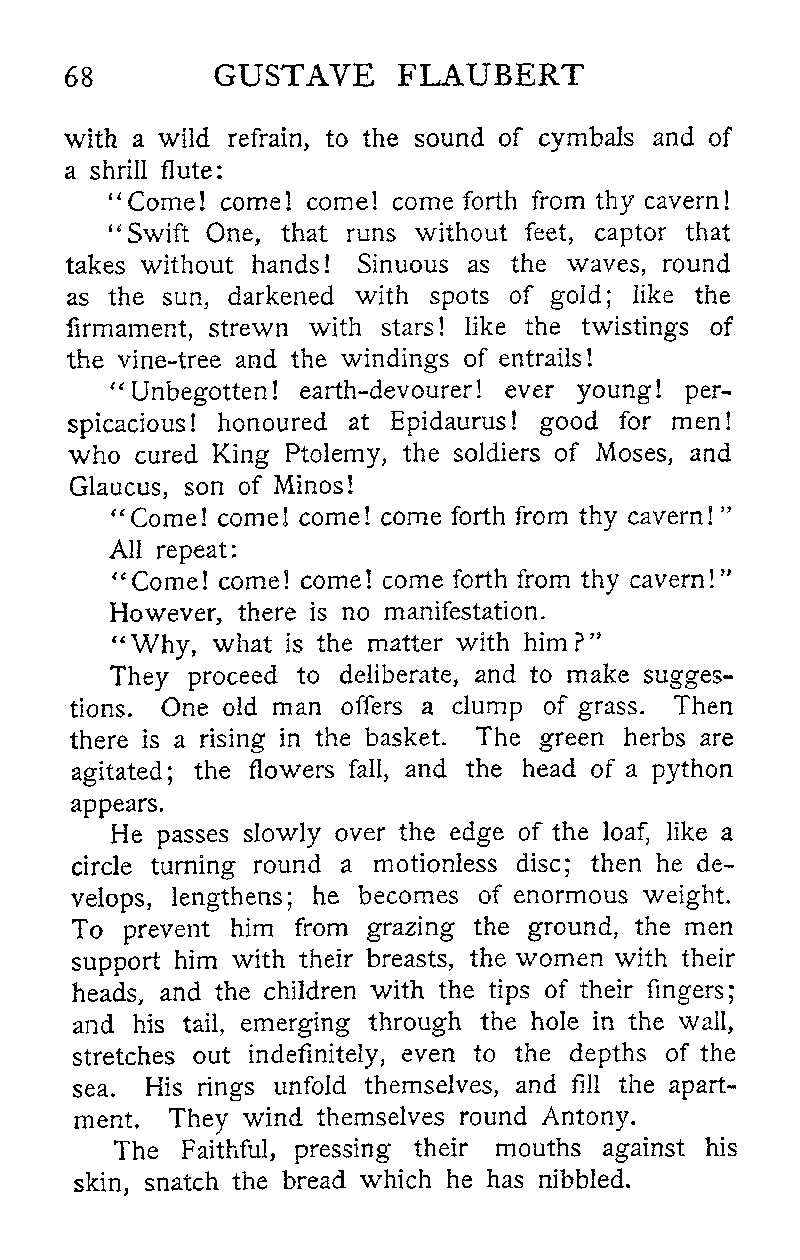 68 GUSTAVE FLAUBERT
with a wild refrain, to the sound of cymbals and of
a shrill flute:
"Come! come! come! come forth from thy cavern!
"Swift One, that runs without feet, captor that
takes without hands! Sinuous as the waves, round
as the sun, darkened with spots of gold; like the
firmament, strewn with stars! like the twistings of
the vine-tree and the windings of entrails!
"Unbegotten! earth-devourer! ever young! per-
spicacious! honoured at Epidaurus! good for men!
who cured King Ptolemy, the soldiers of Moses, and
Glaucus, son of Minos!
"Come! come! come! come forth from thy cavern!"
All repeat:
"Come! come! come! come forth from thy cavern!"
However, there is no manifestation.
"Why, what is the matter with him?"
They proceed to deliberate, and to make sugges-
tions. One old man offers a clump of grass. Then
there is a rising in the basket. The green herbs are
agitated; the flowers fall, and the head of a python
appears.
He passes slowly over the edge of the loaf, like a
circle turning round a motionless disc; then he de-
velops, lengthens; he becomes of enormous weight.
To prevent him from grazing the ground, the men
support him with their breasts, the women with their
heads, and the children with the tips of their fingers;
and his tail, emerging through the hole in the wall,
stretches out indefinitely, even to the depths of the
sea. His rings unfold themselves, and fill the apart-
ment. They wind themselves round Antony.
The Faithful, pressing their mouths against his
skin, snatch the bread which he has nibbled.